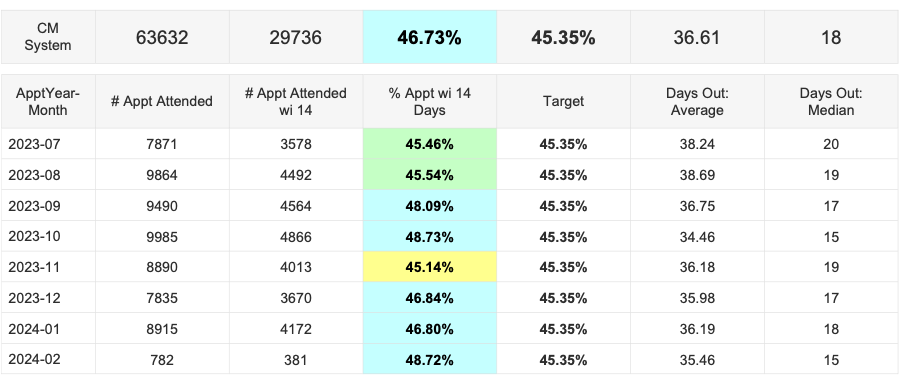 CM System 63632 29736 46.73% 45.35% 36.61 18
ApptYear-Month # Appt Attended # Appt Attended wi 14 % Appt wi 14 Days Target Days Out: Average Days Out: Median
2023-07 7871 3578 45.46% 45.35% 38.24 20
2023-08 9864 4492 45.54% 45.35% 38.69 19
2023-09 9490 4564 48.09% 45.35% 36.75 17
2023-10 9985 4866 48.73% 45.35% 34.46 15
2023-11 8890 4013 45.14% 45.35% 36.18 19
2023-12 7835 3670 46.84% 45.35% 35.98 17
2024-01 8915 4172 46.80% 45.35% 36.19 18
2024-02 782 381 48.72% 45.35% 35.46 15